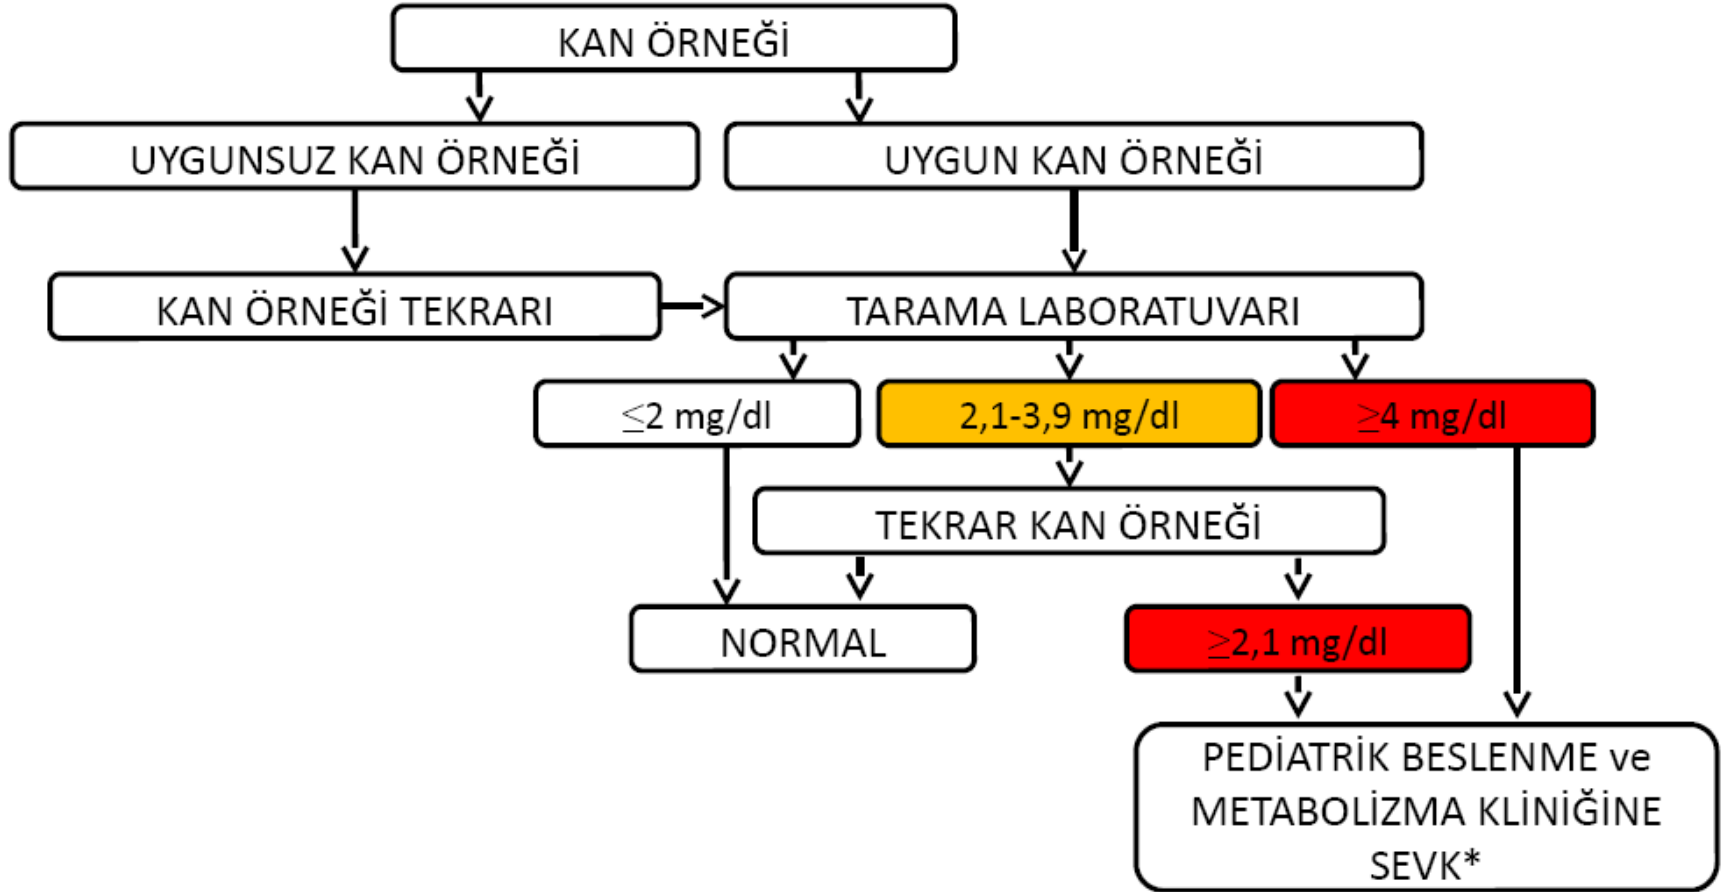 KAN ÖRNEĞİ
UYGUNSUZ KAN ÖRNEĞİ
UYGUN KAN ÖRNEĞİ
KAN ÖRNEĞİ TEKRARI
TARAMA LABORATUVARI
≤2 mg/dl
2,1-3,9 mg/dl
≥4 mg/dl
TEKRAR KAN ÖRNEĞİ
NORMAL
≥2,1 mg/dl
PEDİATRİK BESLENME ve
METABOLİZMA KLİNİĞİNE
SEVK*